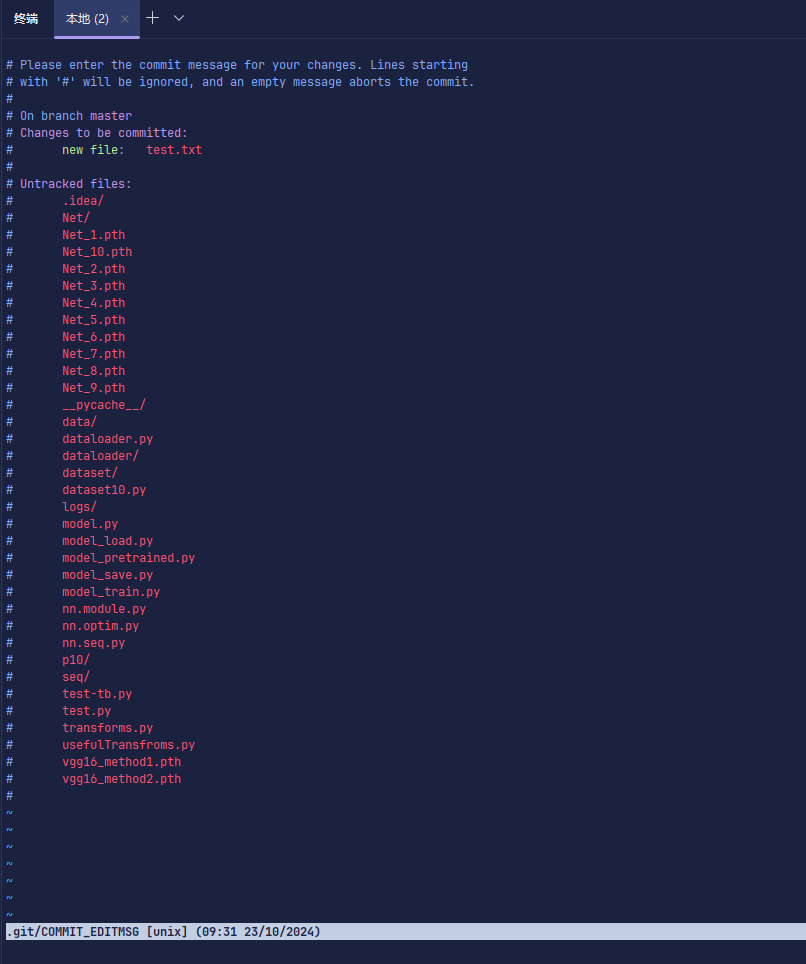 终端 本地 (2) × + 
# Please enter the commit message for your changes. Lines starting
# with '#' will be ignored, and an empty message aborts the commit.
#
# On branch master
# Changes to be committed:
#       new file:   test.txt
#
# Untracked files:
#       .idea/
#       Net/
#       Net_1.pth
#       Net_10.pth
#       Net_2.pth
#       Net_3.pth
#       Net_4.pth
#       Net_5.pth
#       Net_6.pth
#       Net_7.pth
#       Net_8.pth
#       Net_9.pth
#       __pycache__/
#       data/
#       dataloader.py
#       dataloader/
#       dataset/
#       dataset10.py
#       logs/
#       model.py
#       model_load.py
#       model_pretrained.py
#       model_save.py
#       model_train.py
#       nn.module.py
#       nn.optim.py
#       nn.seq.py
#       p10/
#       seq/
#       test-tb.py
#       test.py
#       transforms.py
#       usefulTransfroms.py
#       vgg16_method1.pth
#       vgg16_method2.pth
#
~
~
~
~
~
~
~
.git/COMMIT_EDITMSG [unix] (09:31 23/10/2024)